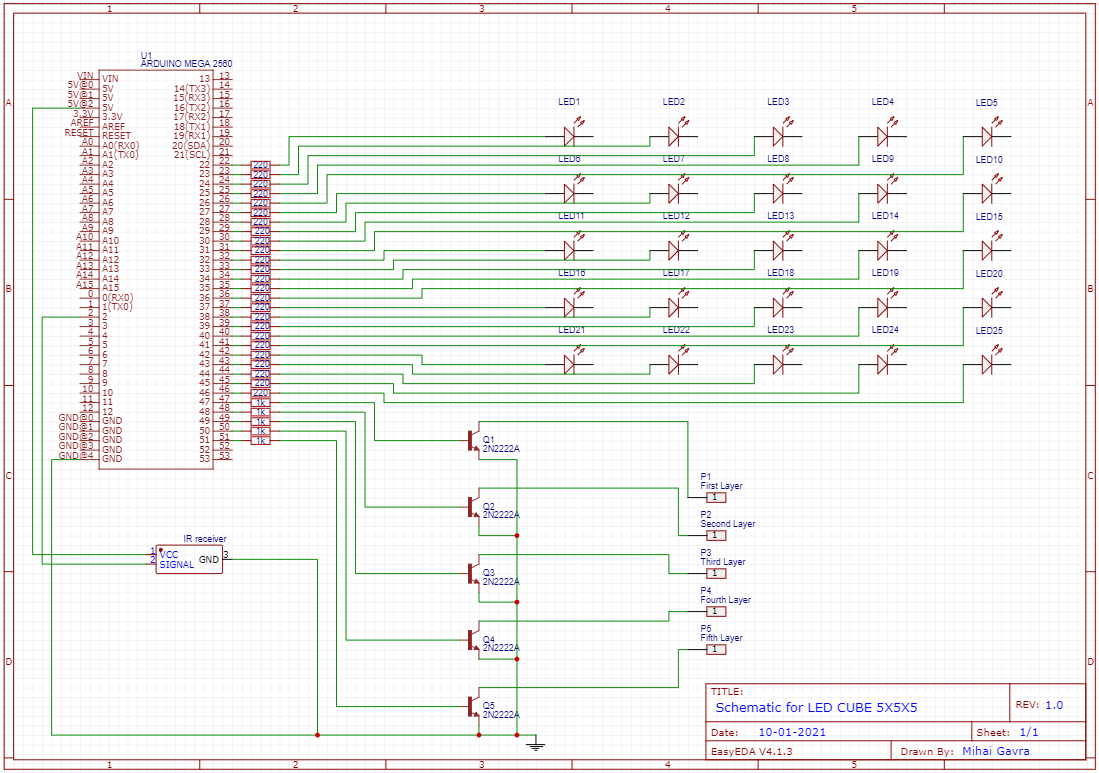 1 2 3 4 5
A A
B B
C C
D D
U1
ARDUINO MEGA 2560
VIN VIN 13 13
5V@0 5V 14(TX3) 14
5V@1 5V 15(RX3) 15
5V@2 5V 16(TX2) 16
3.3V 3.3V 17(RX2) 17
AREF AREF 18(TX1) 18
RESET RESET 19(RX1) 19
A0 A0(RX0) 20(SDA) 20
A1 A1(TX0) 21(SCL) 21
A2 A2 22 22 220
A3 A3 23 23 220
A4 A4 24 24 220
A5 A5 25 25 220
A6 A6 26 26 220
A7 A7 27 27 220
A8 A8 28 28 220
A9 A9 29 29 220
A10 A10 30 30 220
A11 A11 31 31 220
A12 A12 32 32 220
A13 A13 33 33 220
A14 A14 34 34 220
A15 A15 35 35 220
0 0(RX0) 36 36 220
1 1(TX0) 37 37 220
2 2 38 38 220
3 3 39 39 220
4 4 40 40 220
5 5 41 41 220
6 6 42 42 220
7 7 43 43 220
8 8 44 44 220
9 9 45 45 220
10 10 46 46 220
11 11 47 47 1k
12 12 48 48 1k
GND@0 GND 49 49 1k
GND@1 GND 50 50 1k
GND@2 GND 51 51 1k
GND@3 GND 52 52
GND@4 GND 53 53
LED1 LED2 LED3 LED4 LED5
LED6 LED7 LED8 LED9 LED10
LED11 LED12 LED13 LED14 LED15
LED16 LED17 LED18 LED19 LED20
LED21 LED22 LED23 LED24 LED25
Q1
2N2222A
Q2
2N2222A
Q3
2N2222A
Q4
2N2222A
Q5
2N2222A
P1
First Layer
1
P2
Second Layer
1
P3
Third Layer
1
P4
Fourth Layer
1
P5
Fifth Layer
1
IR receiver
1 VCC
2 SIGNAL
GND 3
TITLE:
Schematic for LED CUBE 5X5X5
REV: 1.0
Date: 10-01-2021
Sheet: 1/1
EasyEDA V4.1.3
Drawn By: Mihai Gavra
1 2 3 4 5